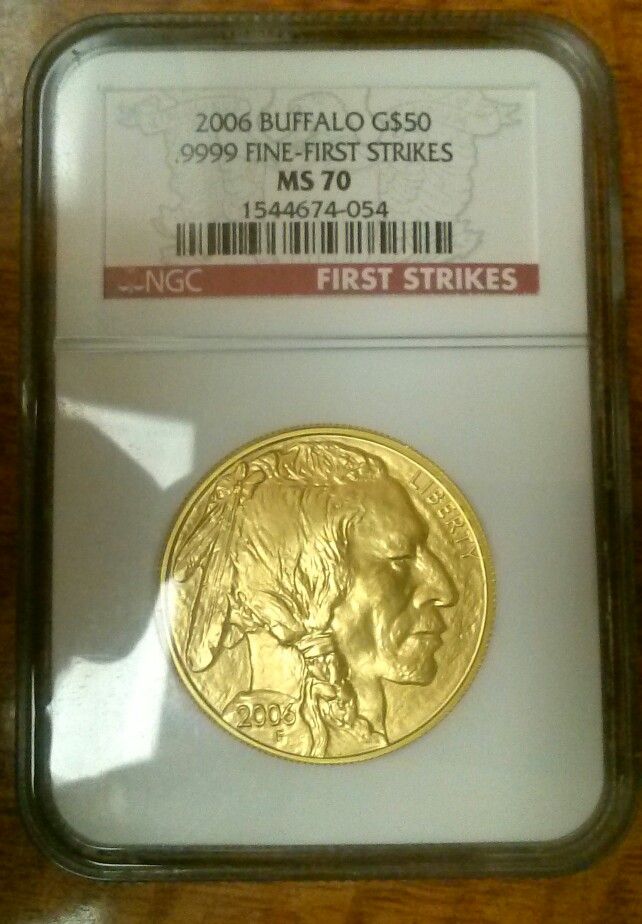 2006 BUFFALO G$50
.9999 FINE-FIRST STRIKES
MS 70
1544674-054
NGC FIRST STRIKES
LIBERTY
2006
F